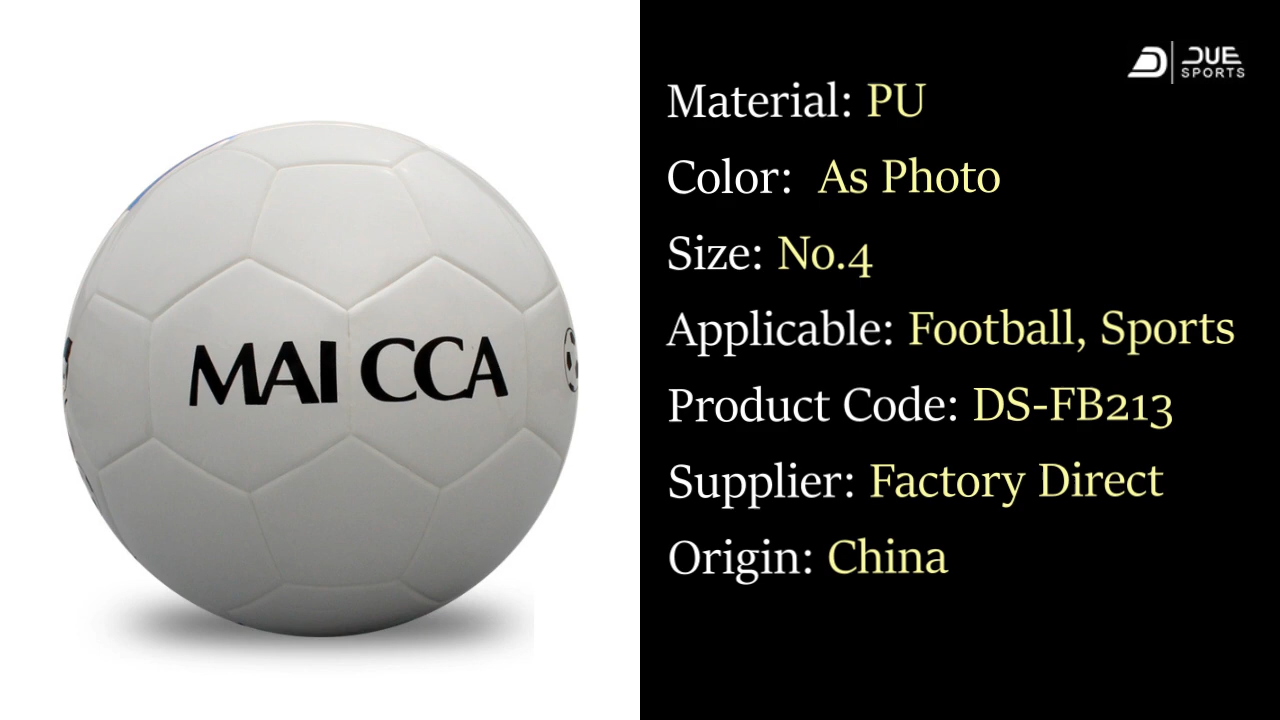 MAI CCA
DUE
SPORTS
Material: PU
Color: As Photo
Size: No.4
Applicable: Football, Sports
Product Code: DS-FB213
Supplier: Factory Direct
Origin: China